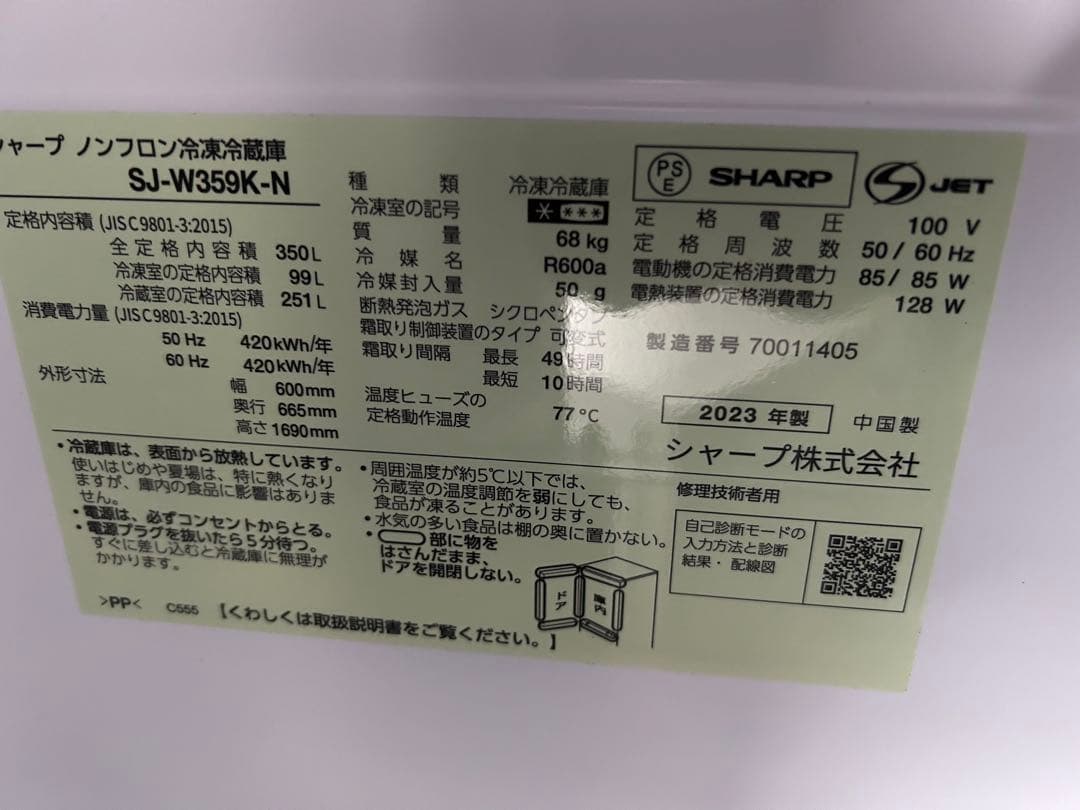 シャープ ノンフロン冷凍冷蔵庫
SJ-W359K-N
定格内容積 (JISC9801-3:2015)
全定格内容積 350L
冷凍室の定格内容積 99L
冷蔵室の定格内容積 251L
消費電力量 (JISC9801-3:2015)
50 Hz 420kWh/年
60 Hz 420kWh/年
外形寸法
幅 600mm
奥行 665mm
高さ1690mm
種類 冷凍冷蔵庫
冷凍室の記号 * ***
質量 68 kg
冷媒名 R600a
冷媒封入量 50 g
断熱発泡ガス シクロペンタン
霜取り制御装置のタイプ 可変式
霜取り間隔 最長 49時間
最短 10時間
温度ヒューズの
定格動作温度 77℃
PSE SHARP S JET
定格電圧 100 V
定格周波数 50/60 Hz
電動機の定格消費電力 85/85 W
電熱装置の定格消費電力 128 W
製造番号 70011405
2023 年製 中国製
シャープ株式会社
修理技術者用
自己診断モードの
入力方法と診断
結果・配線図
・冷蔵庫は、表面から放熱しています。
使いはじめや夏場は、特に熱くなり
ますが、庫内の食品に影響はありま
せん。
・電源は、必ずコンセントからとる。
・電源プラグを抜いたら5分待つ。
すぐに差し込むと冷蔵庫に無理が
かかります。
・周囲温度が約5℃以下では、
冷蔵室の温度調節を弱にしても、
食品が凍ることがあります。
・水気の多い食品は棚の奥に置かない。
・部に物を
はさんだまま、
ドアを開閉しない。
ドア
庫内
>PP< C555 【くわしくは取扱説明書をご覧ください。】